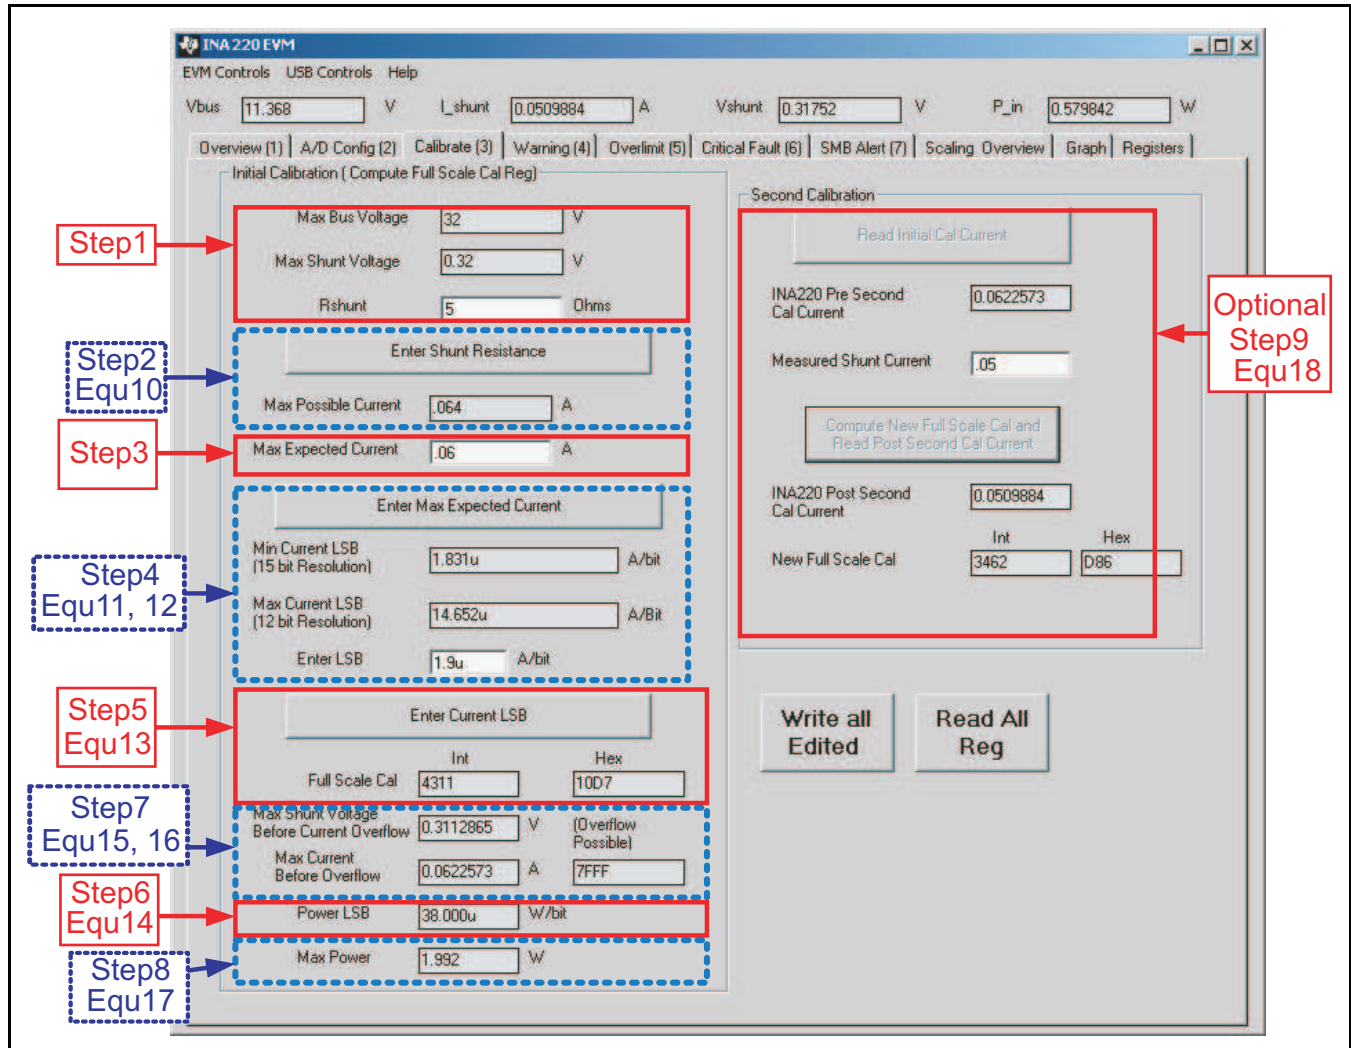 INA220 EVM
EVM Controls USB Controls Help
Vbus 11.368 V I_shunt 0.0509884 A Vshunt 0.31752 V P_in 0.579842 W
Overview (1) A/D Config (2) Calibrate (3) Warning (4) Overlimit (5) Critical Fault (6) SMB Alert (7) Scaling Overview Graph Registers
Initial Calibration ( Compute Full Scale Cal Reg)
Step1
Max Bus Voltage 32 V
Max Shunt Voltage 0.32 V
Rshunt 5 Ohms
Step2
Equ10
Enter Shunt Resistance
Max Possible Current .064 A
Step3
Max Expected Current .06 A
Step4
Equ11, 12
Enter Max Expected Current
Min Current LSB
(15 bit Resolution) 1.831u A/bit
Max Current LSB
(12 bit Resolution) 14.652u A/Bit
Enter LSB 1.9u A/bit
Step5
Equ13
Enter Current LSB
Int Hex
Full Scale Cal 4311 10D7
Step7
Equ15, 16
Max Shunt Voltage
Before Current Overflow 0.3112865 V (Overflow
Possible)
Max Current
Before Overflow 0.0622573 A 7FFF
Step6
Equ14
Power LSB 38.000u W/bit
Step8
Equ17
Max Power 1.992 W
Second Calibration
Read Initial Cal Current
INA220 Pre Second
Cal Current 0.0622573
Measured Shunt Current .05
Compute New Full Scale Cal and
Read Post Second Cal Current
INA220 Post Second
Cal Current 0.0509884
Int Hex
New Full Scale Cal 3462 D86
Optional
Step9
Equ18
Write all
Edited
Read All
Reg